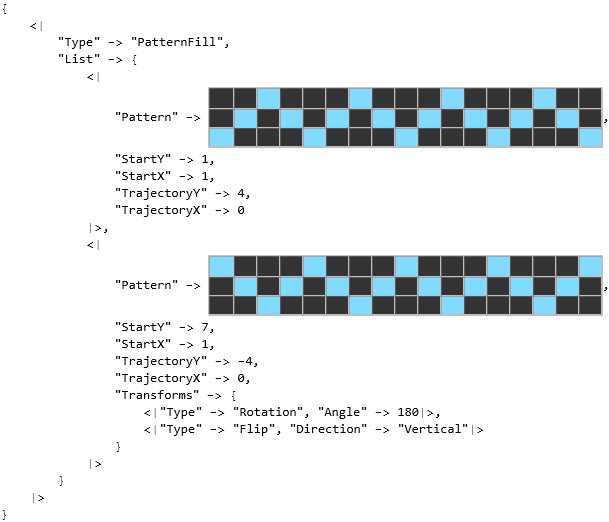 {
<|
"Type" -> "PatternFill",
"List" -> {
<|
"Pattern" -> ,
"StartY" -> 1,
"StartX" -> 1,
"TrajectoryY" -> 4,
"TrajectoryX" -> 0
|>,
<|
"Pattern" -> ,
"StartY" -> 7,
"StartX" -> 1,
"TrajectoryY" -> -4,
"TrajectoryX" -> 0,
"Transforms" -> {
<|"Type" -> "Rotation", "Angle" -> 180|>,
<|"Type" -> "Flip", "Direction" -> "Vertical"|>
}
|>
}
|>
}